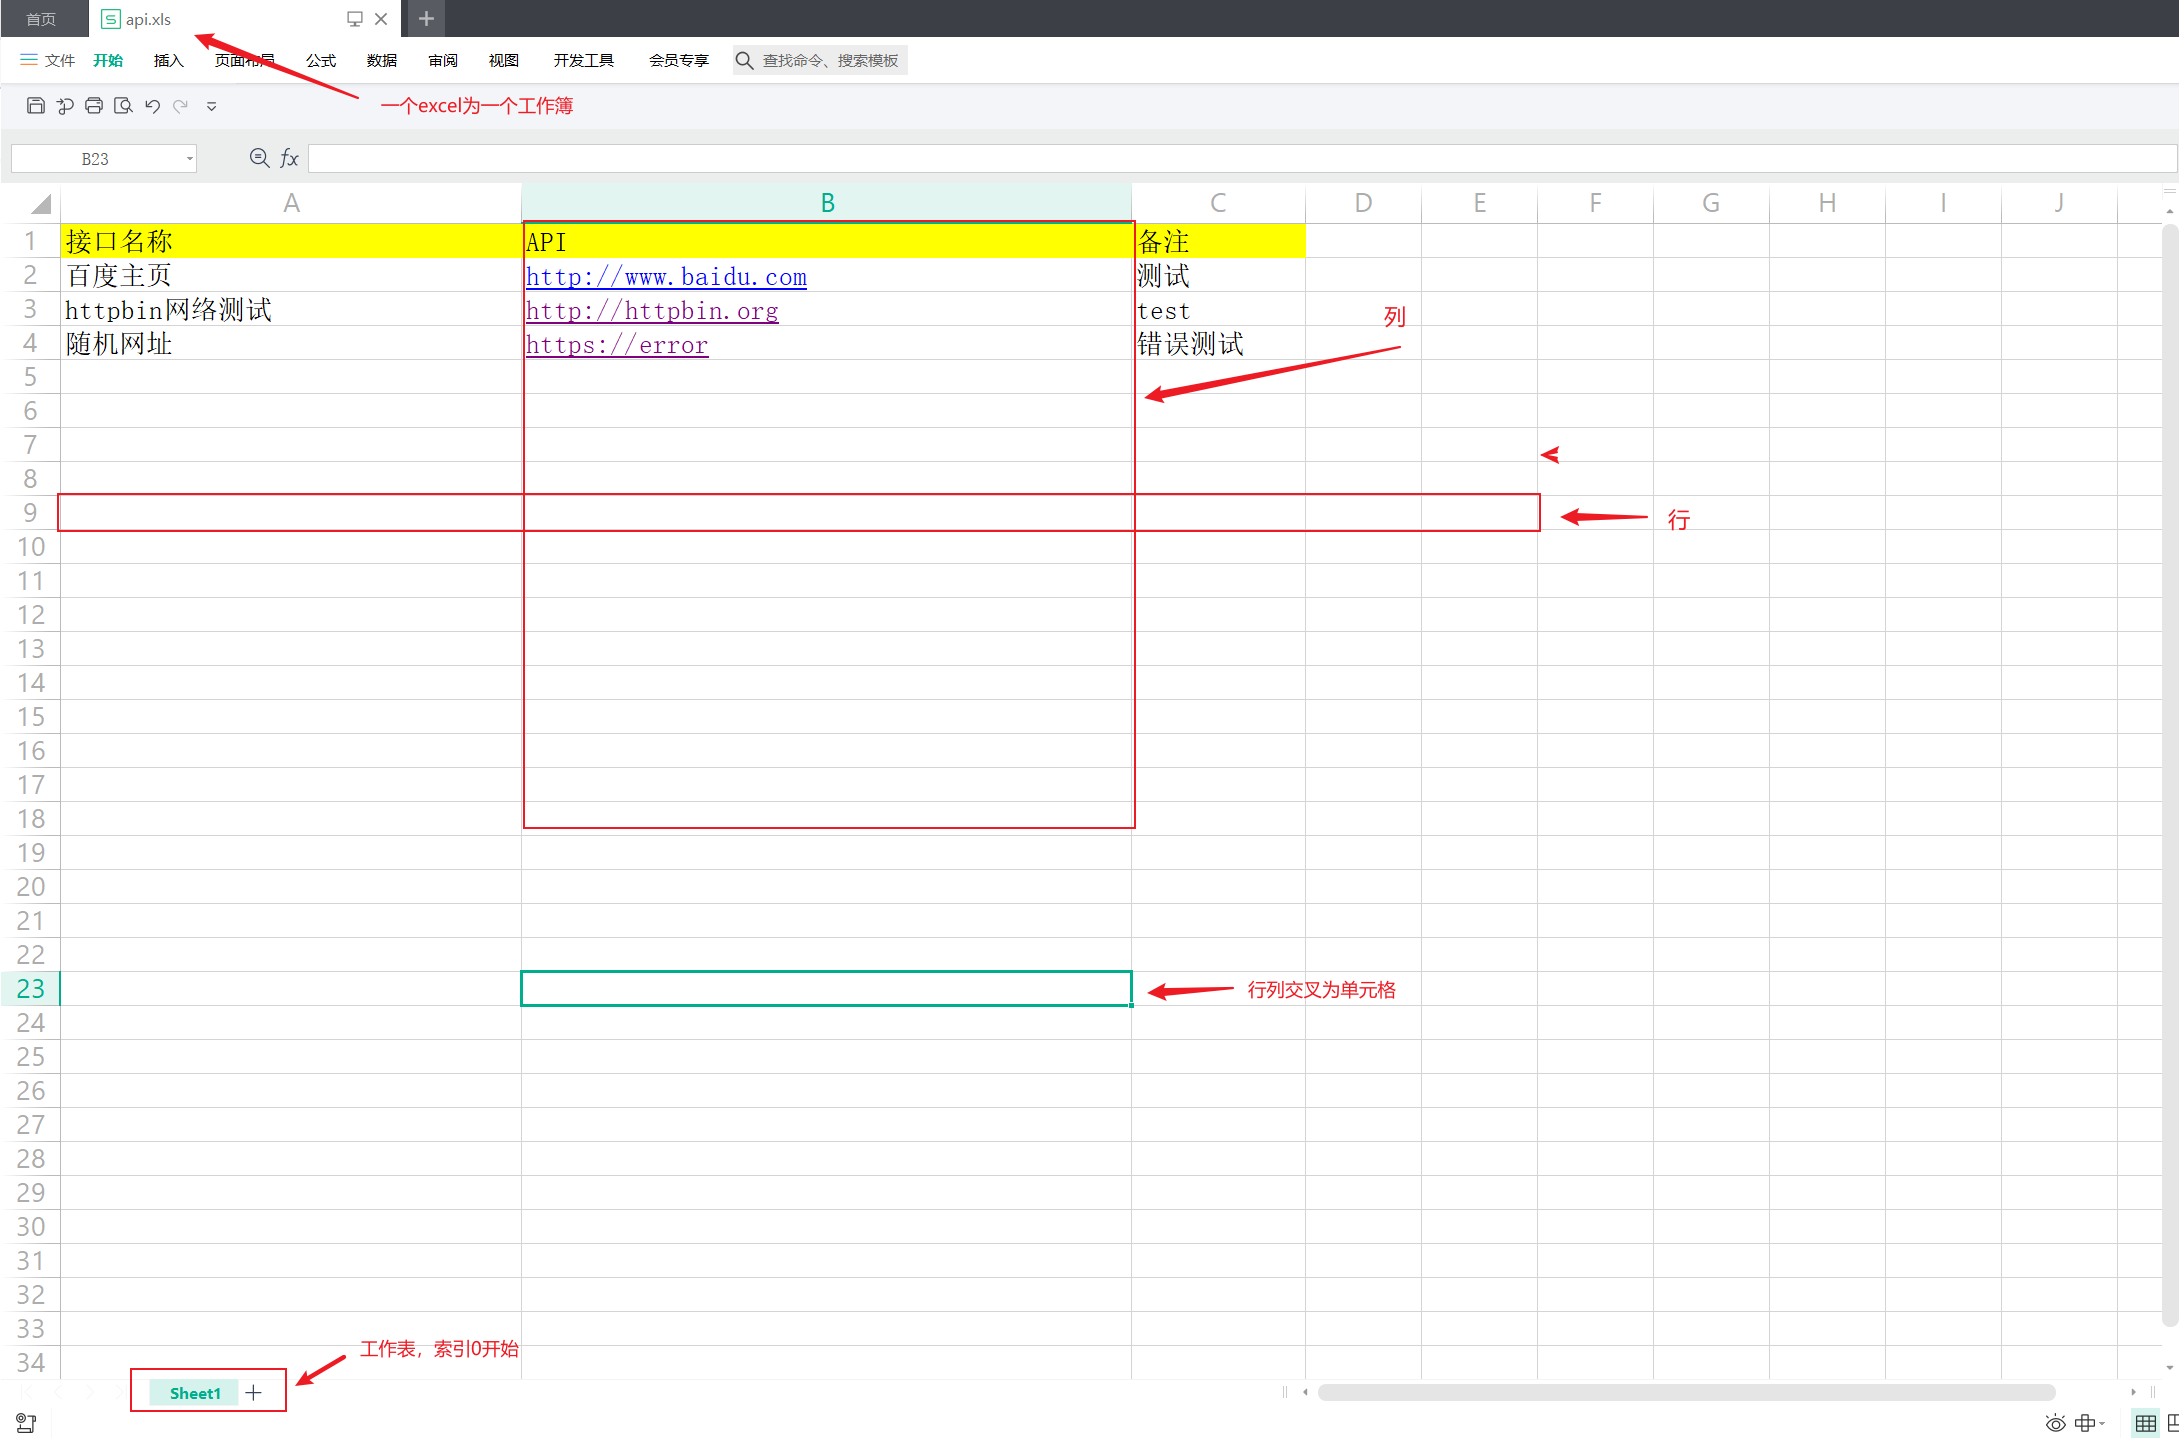 首页 api.xls
文件 开始 插入 页面布局 公式 数据 审阅 视图 开发工具 会员专享 查找命令、搜索模板
一个excel为一个工作簿
B23 fx
A B C D E F G H I J
1 接口名称 API 备注
2 百度主页 http://www.baidu.com 测试
3 httpbin网络测试 http://httpbin.org test
列
4 随机网址 https://error 错误测试
5
6
7
8
9 行
10
11
12
13
14
15
16
17
18
19
20
21
22
23 行列交叉为单元格
24
25
26
27
28
29
30
31
32
33
工作表，索引0开始
34
Sheet1